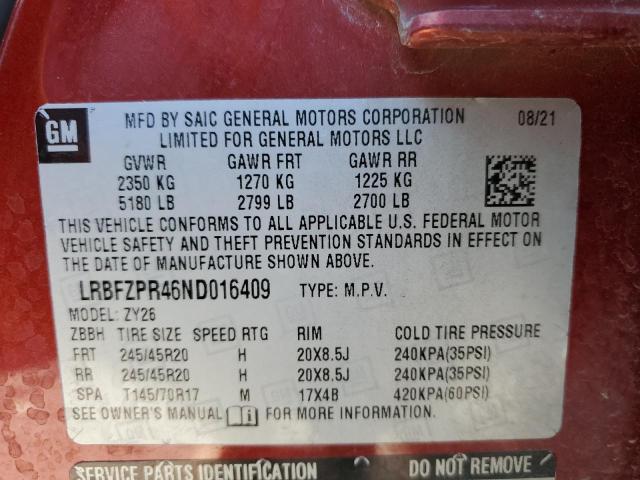 GM
MFD BY SAIC GENERAL MOTORS CORPORATION 08/21
LIMITED FOR GENERAL MOTORS LLC
GVWR GAWR FRT GAWR RR
2350 KG 1270 KG 1225 KG
5180 LB 2799 LB 2700 LB
THIS VEHICLE CONFORMS TO ALL APPLICABLE U.S. FEDERAL MOTOR
VEHICLE SAFETY AND THEFT PREVENTION STANDARDS IN EFFECT ON
THE DATE OF MANUFACTURE SHOWN ABOVE.
LRBFZPR46ND016409 TYPE: M.P.V.
MODEL: ZY26
ZBBH TIRE SIZE SPEED RTG RIM COLD TIRE PRESSURE
FRT 245/45R20 H 20X8.5J 240KPA(35PSI)
RR 245/45R20 H 20X8.5J 240KPA(35PSI)
SPA T145/70R17 M 17X4B 420KPA(60PSI)
SEE OWNER'S MANUAL i FOR MORE INFORMATION.
SERVICE PARTS IDENTIFICATION DO NOT REMOVE